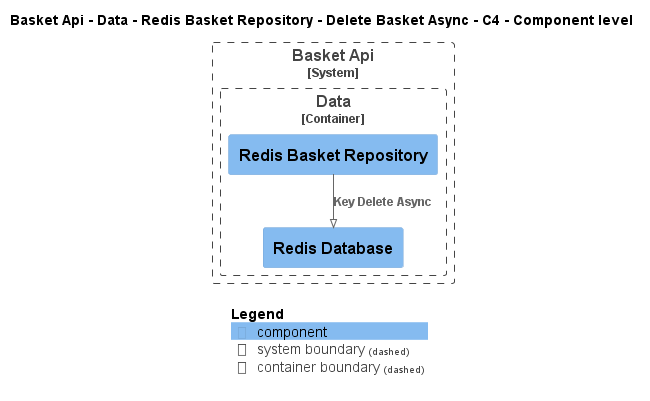 Basket Api - Data - Redis Basket Repository - Delete Basket Async - C4 - Component level
Basket Api
[System]
Data
[Container]
Redis Basket Repository
Key Delete Async
Redis Database
Legend
component
system boundary (dashed)
container boundary (dashed)